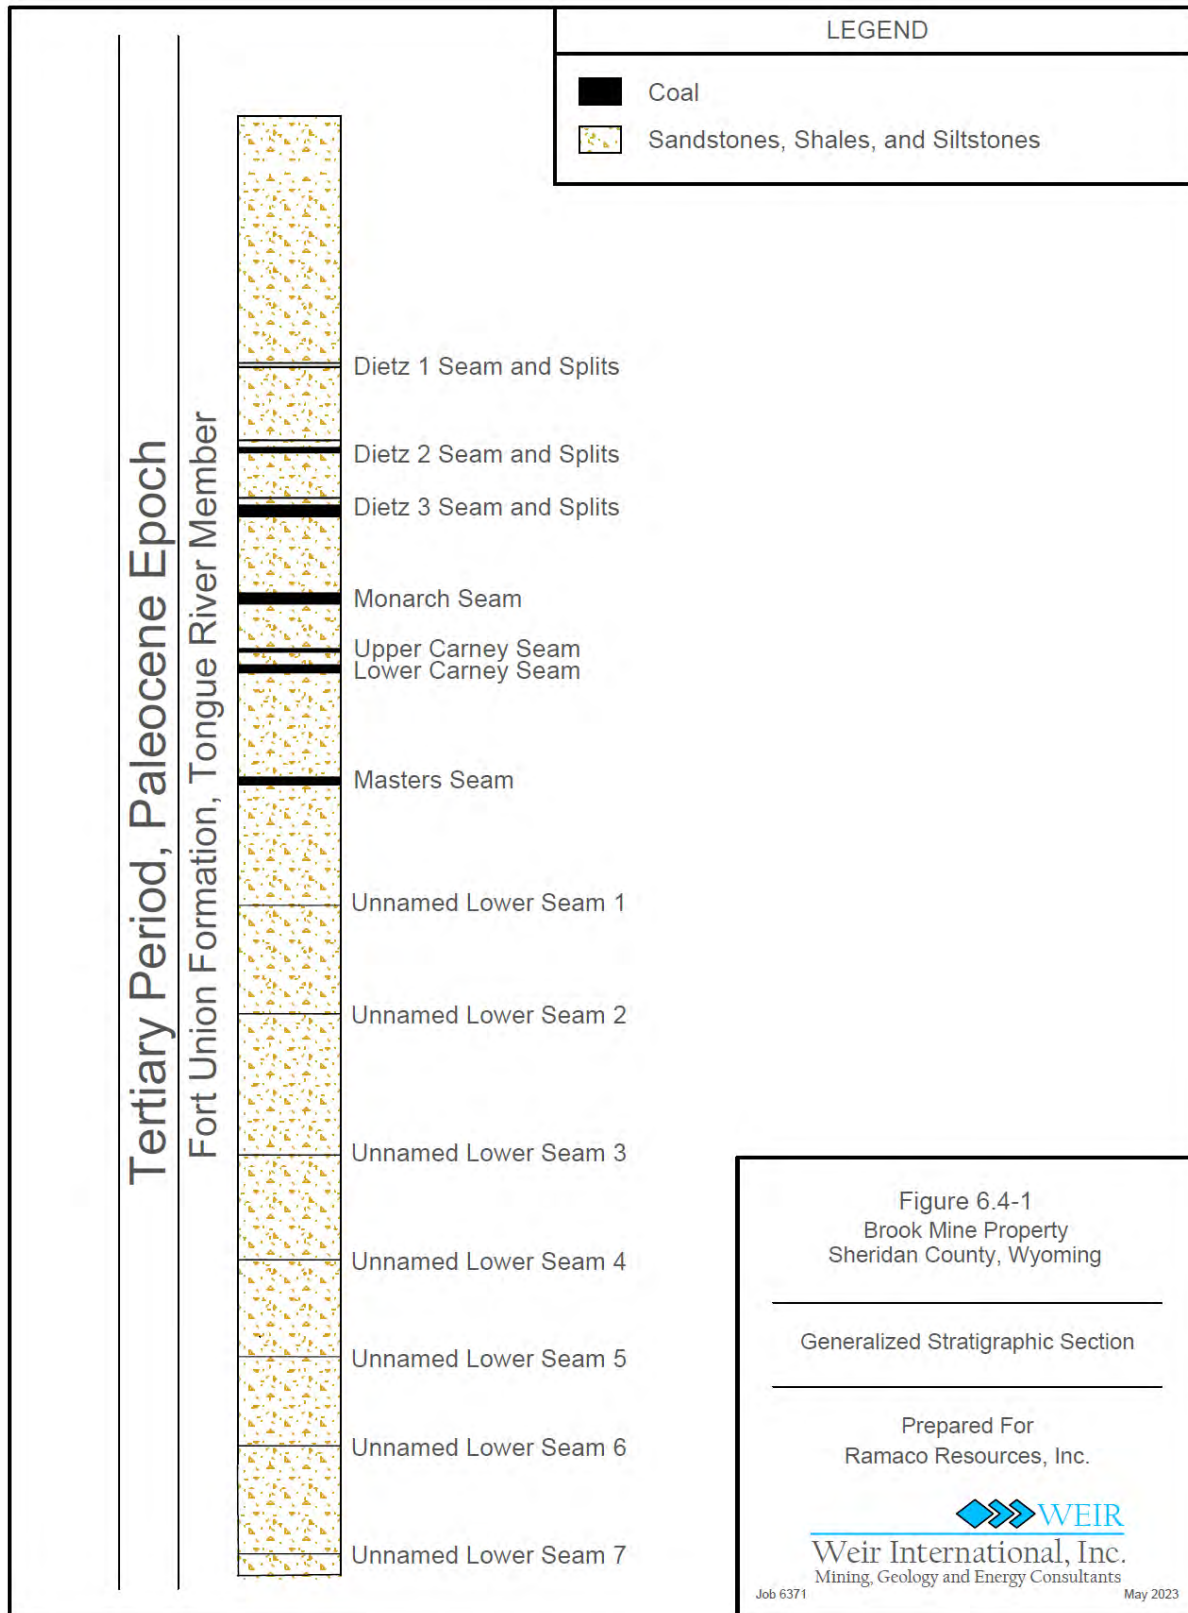 LEGEND
Coal
Sandstones, Shales, and Siltstones
Tertiary Period, Paleocene Epoch
Fort Union Formation, Tongue River Member
Dietz 1 Seam and Splits
Dietz 2 Seam and Splits
Dietz 3 Seam and Splits
Monarch Seam
Upper Carney Seam
Lower Carney Seam
Masters Seam
Unnamed Lower Seam 1
Unnamed Lower Seam 2
Unnamed Lower Seam 3
Unnamed Lower Seam 4
Unnamed Lower Seam 5
Unnamed Lower Seam 6
Unnamed Lower Seam 7
Figure 6.4-1
Brook Mine Property
Sheridan County, Wyoming
Generalized Stratigraphic Section
Prepared For
Ramaco Resources, Inc.
WEIR
Weir International, Inc.
Mining, Geology and Energy Consultants
Job 6371
May 2023